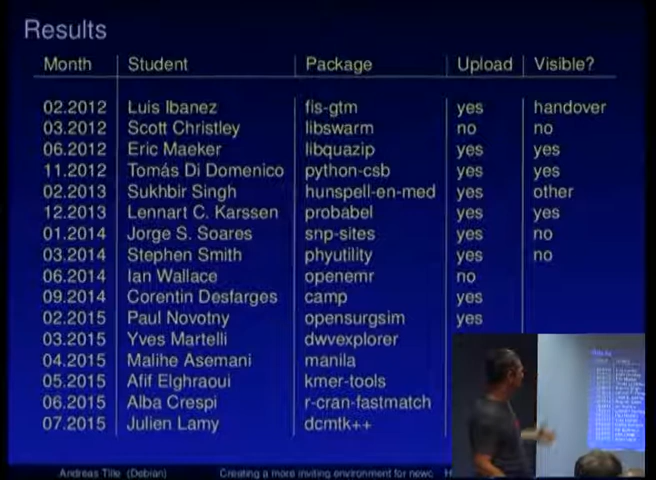 Results
Month Student Package Upload Visible?
02.2012 Luis Ibanez fis-gtm yes handover
03.2012 Scott Christley libswarm no no
06.2012 Eric Maeker libquazip yes yes
11.2012 Tomás Di Domenico python-csb yes yes
02.2013 Sukhbir Singh hunspell-en-med yes other
12.2013 Lennart C. Karssen probabel yes yes
01.2014 Jorge S. Soares snp-sites yes no
03.2014 Stephen Smith phyutility yes no
06.2014 Ian Wallace openemr no
09.2014 Corentin Desfarges camp yes
02.2015 Paul Novotny opensurgsim yes
03.2015 Yves Martelli dwvexplorer
04.2015 Malihe Asemani manila
05.2015 Afif Elghraoui kmer-tools
06.2015 Alba Crespi r-cran-fastmatch
07.2015 Julien Lamy dcmtk++
Andreas Tille (Debian) Creating a more inviting environment for newc H